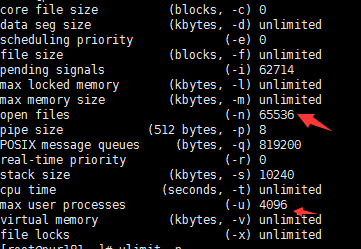 core file size (blocks, -c) 0
data seg size (kbytes, -d) unlimited
scheduling priority (-e) 0
file size (blocks, -f) unlimited
pending signals (-i) 62714
max locked memory (kbytes, -l) unlimited
max memory size (kbytes, -m) unlimited
open files (-n) 65536
pipe size (512 bytes, -p) 8
POSIX message queues (bytes, -q) 819200
real-time priority (-r) 0
stack size (kbytes, -s) 10240
cpu time (seconds, -t) unlimited
max user processes (-u) 4096
virtual memory (kbytes, -v) unlimited
file locks (-x) unlimited